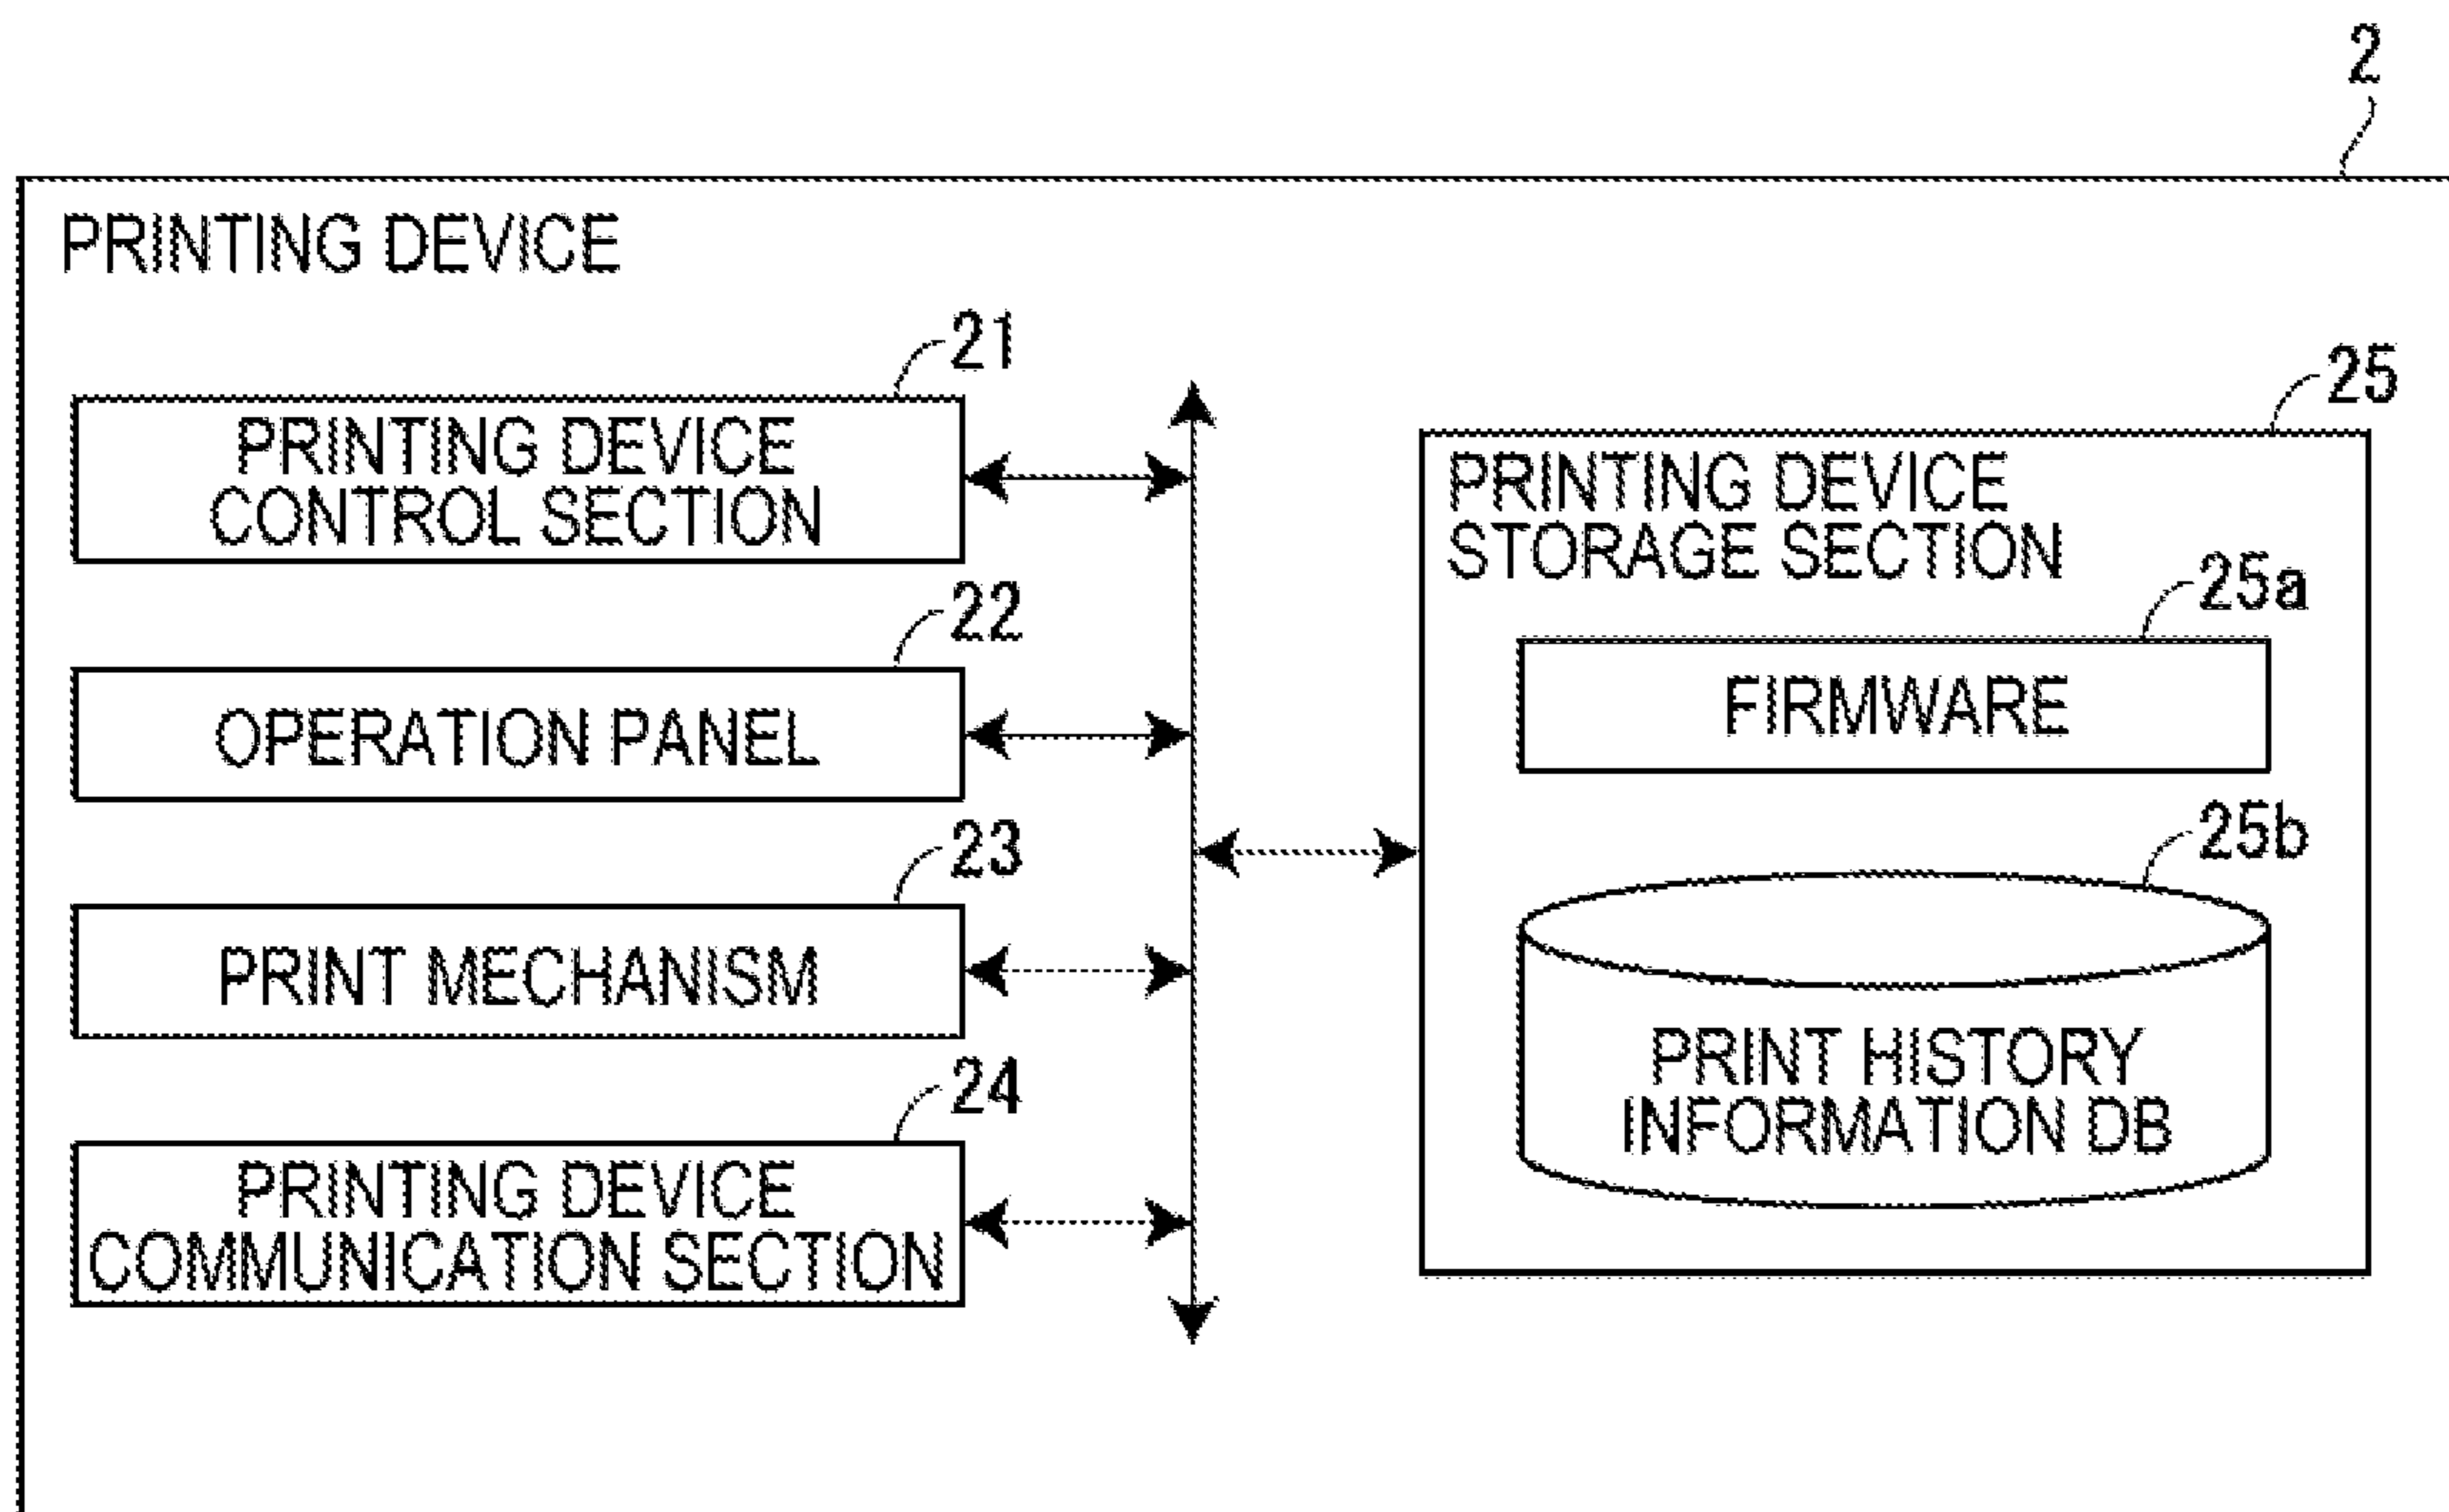 2
PRINTING DEVICE
21
PRINTING DEVICE
CONTROL SECTION
22
OPERATION PANEL
23
PRINT MECHANISM
24
PRINTING DEVICE
COMMUNICATION SECTION
25
PRINTING DEVICE
STORAGE SECTION
25a
FIRMWARE
25b
PRINT HISTORY
INFORMATION DB